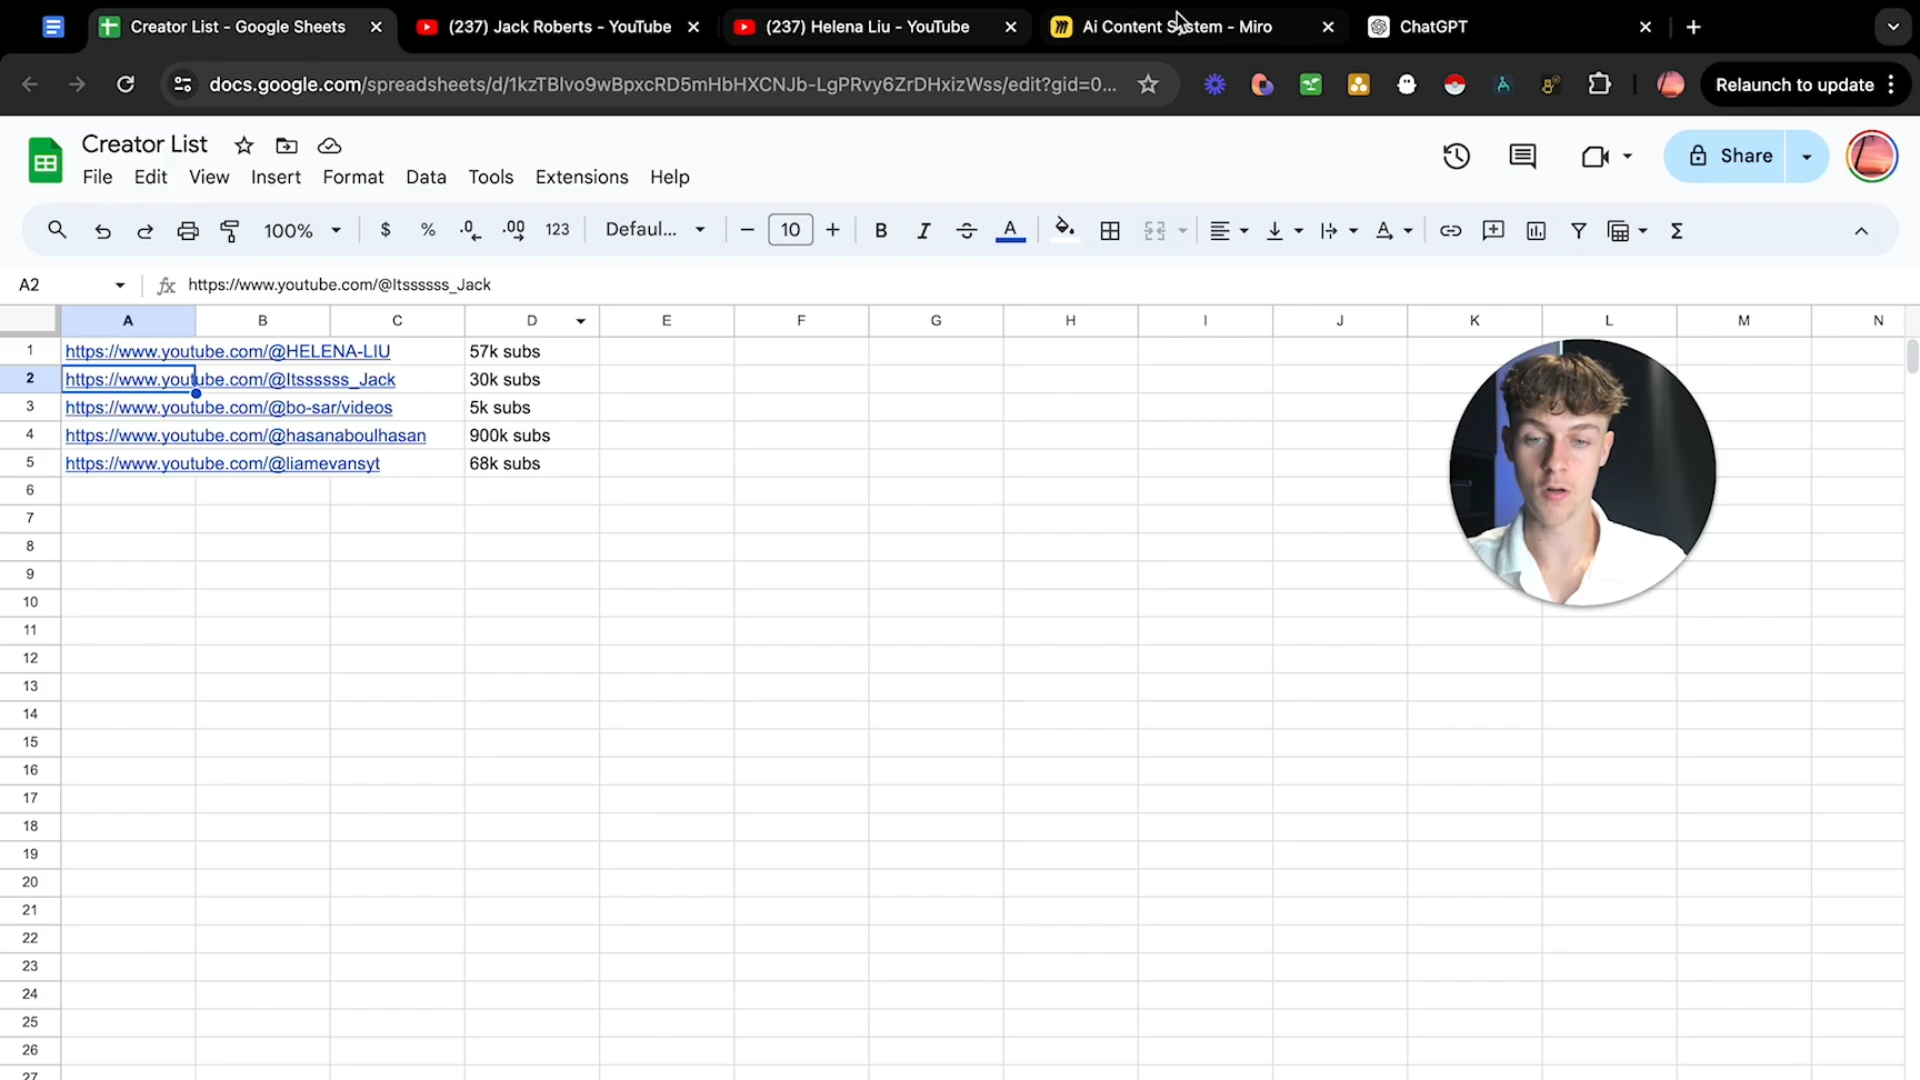 Creator List - Google Sheets
(237) Jack Roberts - YouTube
(237) Helena Liu - YouTube
Ai Content System - Miro
ChatGPT
docs.google.com/spreadsheets/d/1kzTBlvo9wBpxcRD5mHbHXCNJb-LgPRvy6ZrDHxizWss/edit?gid=0...
Relaunch to update
Creator List
File Edit View Insert Format Data Tools Extensions Help
Share
100% $ % .0 .00 123 Defaul... 10 B I A
A2 fx https://www.youtube.com/@Itssssss_Jack
A B C D E F G H I J K L M N
1 https://www.youtube.com/@HELENA-LIU 57k subs
2 https://www.youtube.com/@Itssssss_Jack 30k subs
3 https://www.youtube.com/@bo-sar/videos 5k subs
4 https://www.youtube.com/@hasanaboulhasan 900k subs
5 https://www.youtube.com/@liamevansyt 68k subs
6
7
8
9
10
11
12
13
14
15
16
17
18
19
20
21
22
23
24
25
26
27